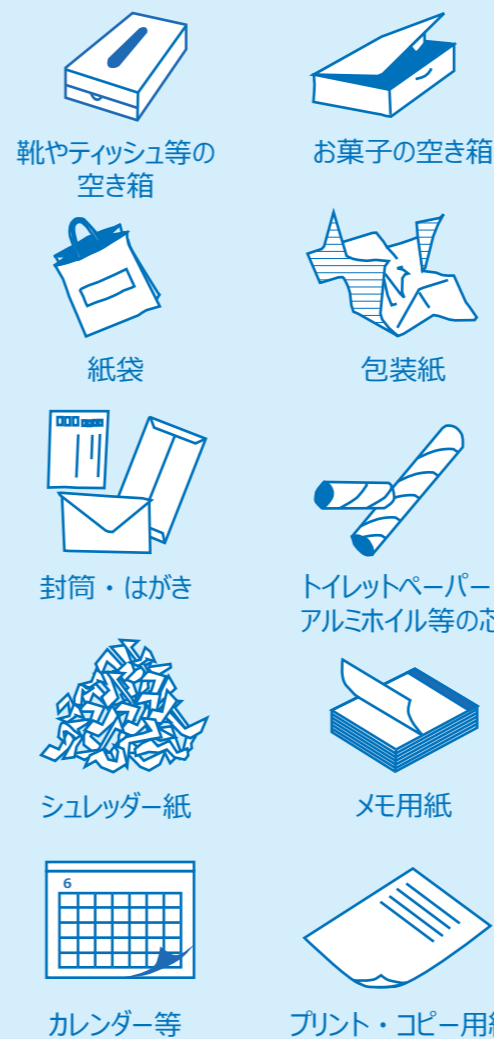 靴やティッシュ等の
空き箱
お菓子の空き箱
紙袋
包装紙
封筒・はがき
トイレットペーパー
アルミホイル等の芯
シュレッダー紙
メモ用紙
6
カレンダー等
プリント・コピー用紙